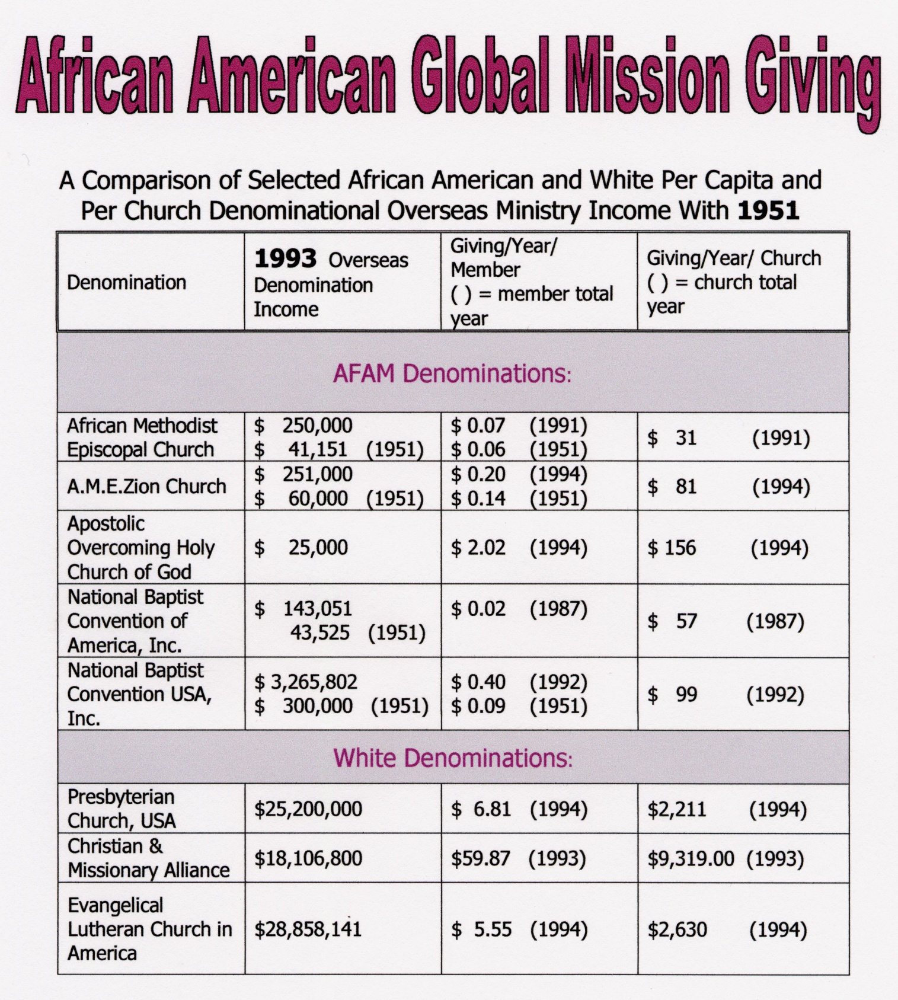 African American Global Mission Giving
A Comparison of Selected African American and White Per Capita and
Per Church Denominational Overseas Ministry Income With 1951
Denomination
1993 Overseas
Denomination
Income
Giving/Year/
Member
( ) = member total
year
Giving/Year/ Church
( ) = church total
year
AFAM Denominations:
African Methodist
Episcopal Church
$ 250,000
$ 41,151 (1951)
$ 0.07 (1991)
$ 0.06 (1951)
$ 31 (1991)
A.M.E.Zion Church
$ 251,000
$ 60,000 (1951)
$ 0.20 (1994)
$ 0.14 (1951)
$ 81 (1994)
Apostolic
Overcoming Holy
Church of God
$ 25,000
$ 2.02 (1994)
$ 156 (1994)
National Baptist
Convention of
America, Inc.
$ 143,051
43,525 (1951)
$ 0.02 (1987)
$ 57 (1987)
National Baptist
Convention USA,
Inc.
$ 3,265,802
$ 300,000 (1951)
$ 0.40 (1992)
$ 0.09 (1951)
$ 99 (1992)
White Denominations:
Presbyterian
Church, USA
$25,200,000
$ 6.81 (1994)
$2,211 (1994)
Christian &
Missionary Alliance
$18,106,800
$59.87 (1993)
$9,319.00 (1993)
Evangelical
Lutheran Church in
America
$28,858,141
$ 5.55 (1994)
$2,630 (1994)